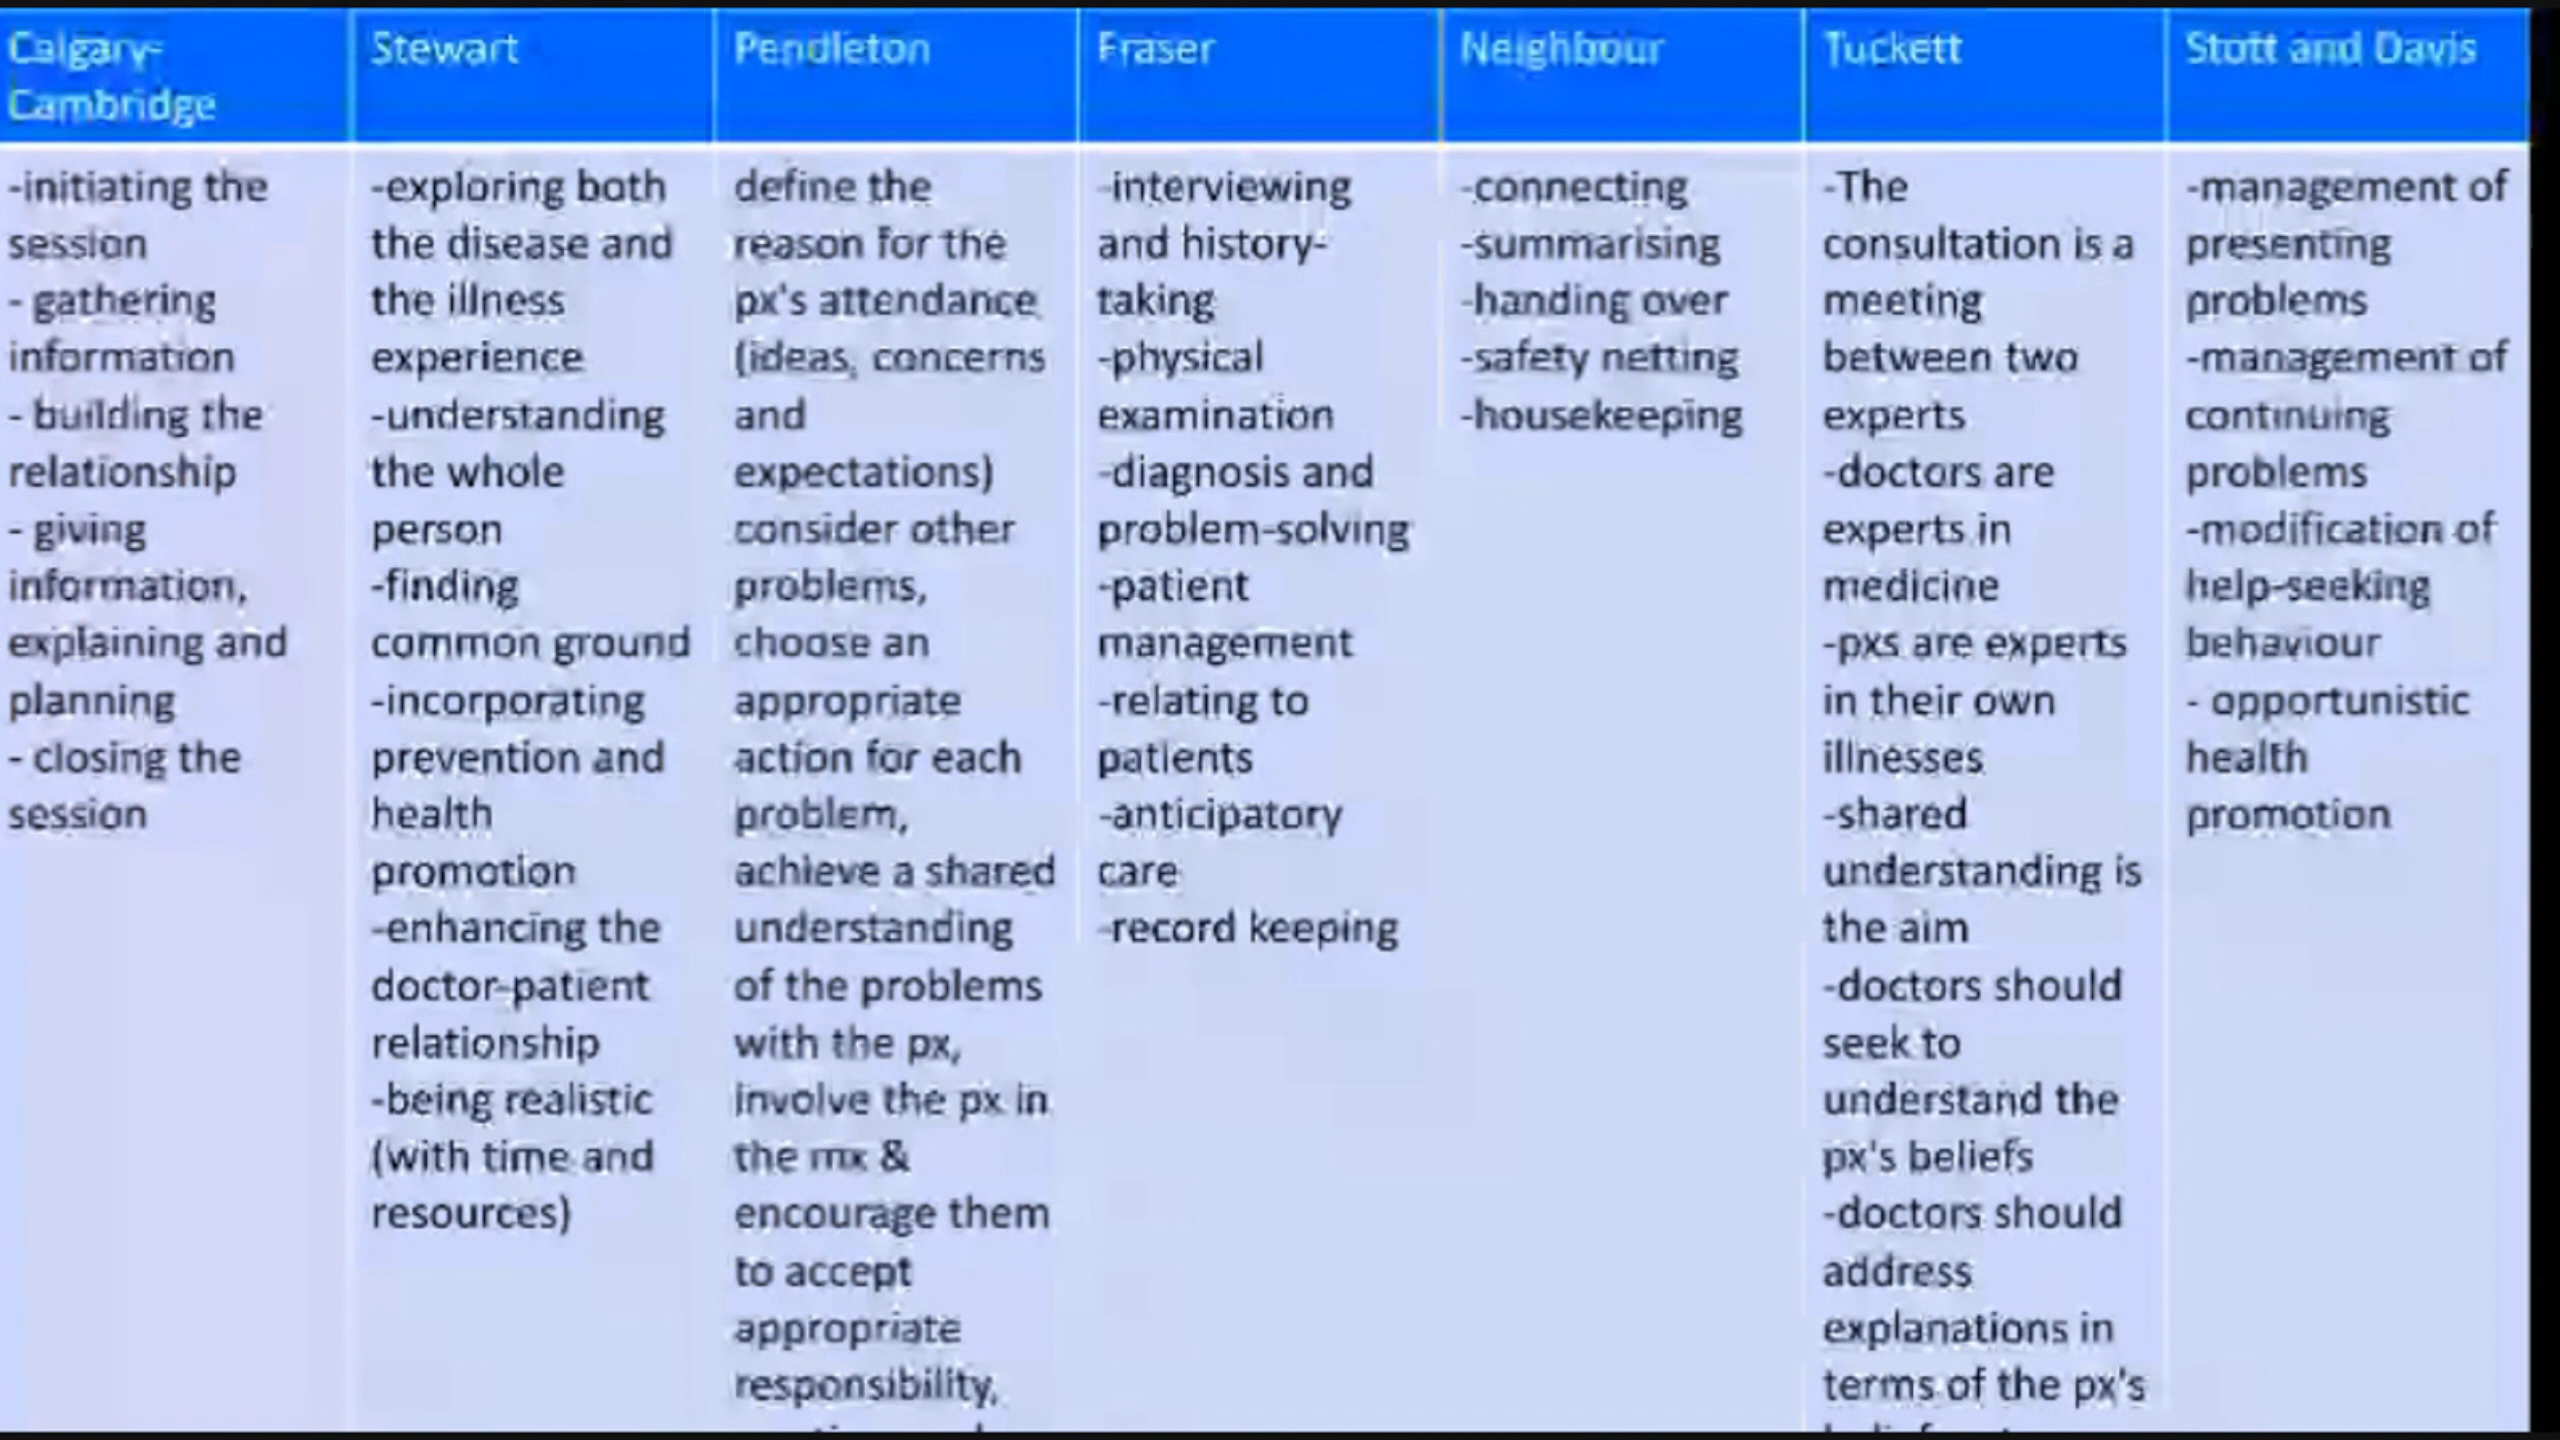 Calgary-
Cambridge
-initiating the
session
- gathering
information
- building the
relationship
- giving
information,
explaining and
planning
- closing the
session
Stewart
-exploring both
the disease and
the illness
experience
-understanding
the whole
person
-finding
common ground
-incorporating
prevention and
health
promotion
-enhancing the
doctor-patient
relationship
-being realistic
(with time and
resources)
Pendleton
define the
reason for the
px's attendance
(ideas, concerns
and
expectations)
consider other
problems,
choose an
appropriate
action for each
problem,
achieve a shared
understanding
of the problems
with the px,
involve the px in
the mx &
encourage them
to accept
appropriate
responsibility,
Fraser
-interviewing
and history-
taking
-physical
examination
-diagnosis and
problem-solving
-patient
management
-relating to
patients
-anticipatory
care
-record keeping
Neighbour
-connecting
-summarising
-handing over
-safety netting
-housekeeping
Tuckett
-The
consultation is a
meeting
between two
experts
-doctors are
experts in
medicine
-pxs are experts
in their own
illnesses
-shared
understanding is
the aim
-doctors should
seek to
understand the
px's beliefs
-doctors should
address
explanations in
terms of the px's
Stott and Davis
-management of
presenting
problems
-management of
continuing
problems
-modification of
help-seeking
behaviour
- opportunistic
health
promotion